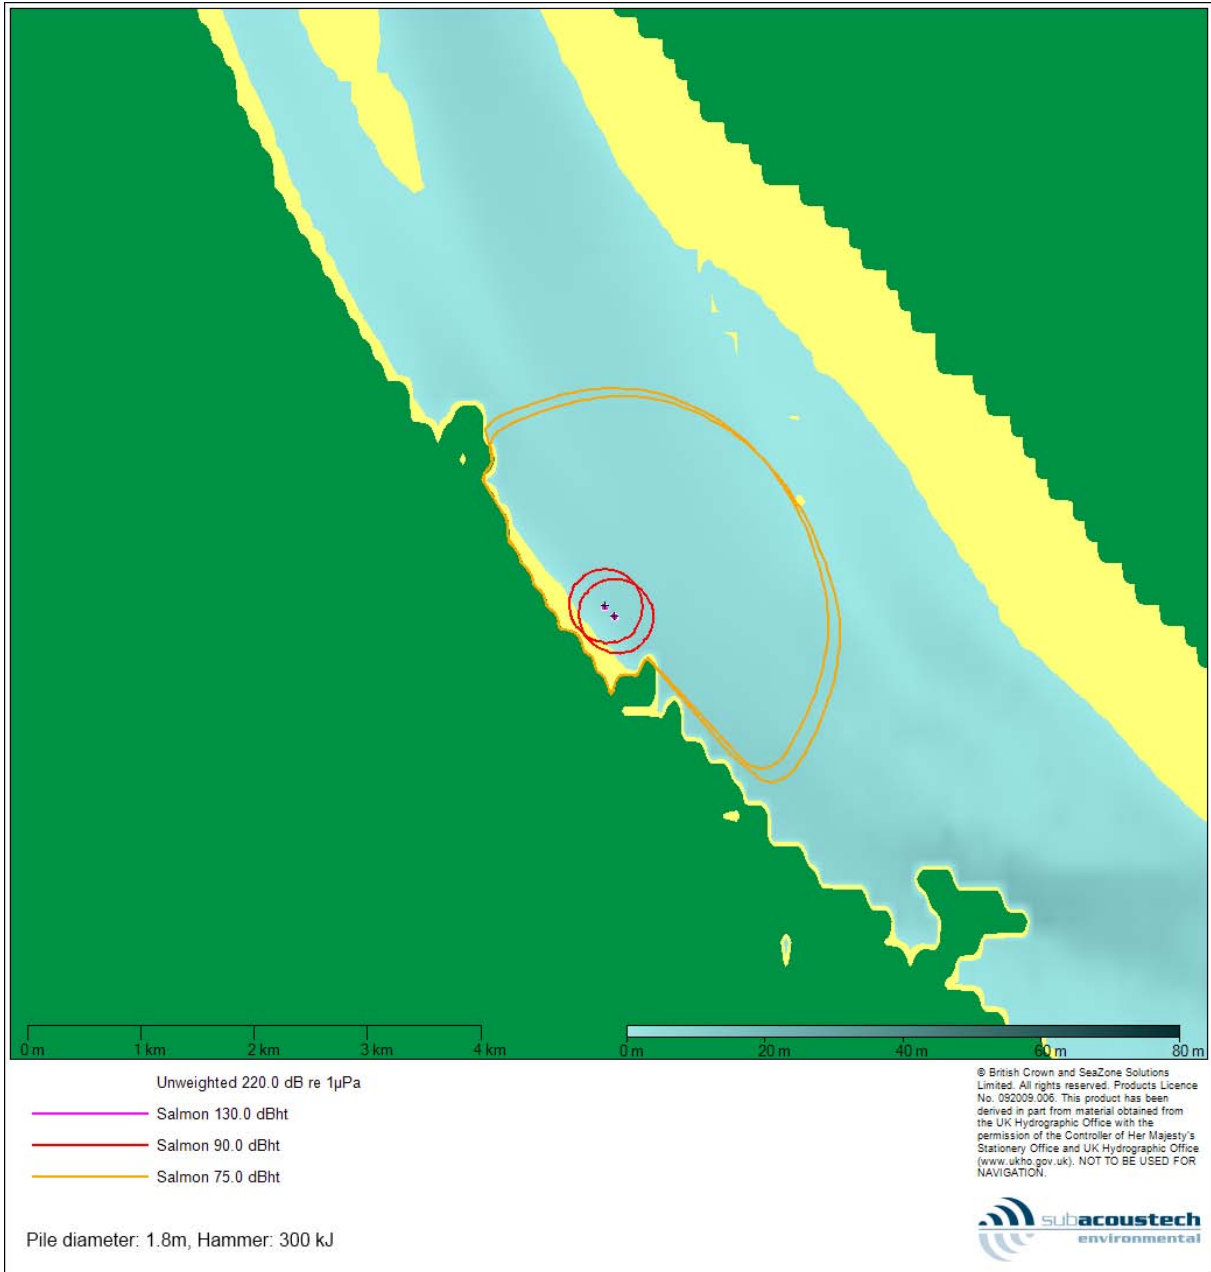 0 m 1 km 2 km 3 km 4 km
0 m 20 m 40 m 60 m 80 m
Unweighted 220.0 dB re 1µPa
Salmon 130.0 dBht
Salmon 90.0 dBht
Salmon 75.0 dBht
Pile diameter: 1.8m, Hammer: 300 kJ
© British Crown and SeaZone Solutions
Limited. All rights reserved. Products Licence
No. 092009.006. This product has been
derived in part from material obtained from
the UK Hydrographic Office with the
permission of the Controller of Her Majesty's
Stationery Office and UK Hydrographic Office
(www.ukho.gov.uk). NOT TO BE USED FOR
NAVIGATION.
subacoustech
environmental